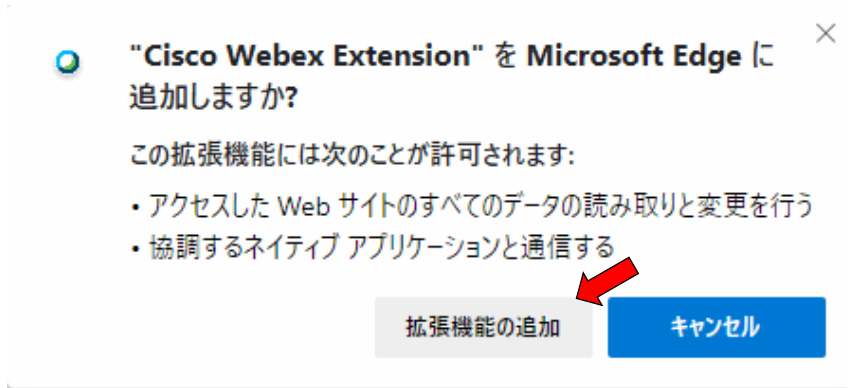 "Cisco Webex Extension" を Microsoft Edge に
追加しますか?
この拡張機能には次のことが許可されます:
• アクセスした Web サイトのすべてのデータの読み取りと変更を行う
• 協調するネイティブ アプリケーションと通信する
拡張機能の追加
キャンセル